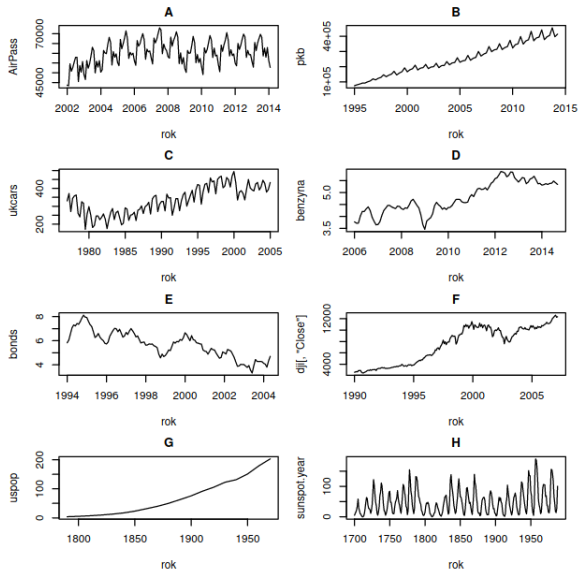 A
AirPass
45000 70000
2002 2004 2006 2008 2010 2012 2014
rok
B
pkb
1e+05 4e+05
1995 2000 2005 2010 2015
rok
C
ukcars
200 400
1980 1985 1990 1995 2000 2005
rok
D
benzyna
3.5 5.0
2006 2008 2010 2012 2014
rok
E
bonds
4 6 8
1994 1996 1998 2000 2002 2004
rok
F
dji[, "Close"]
4000 12000
1990 1995 2000 2005
rok
G
uspop
0 100 200
1800 1850 1900 1950
rok
H
sunspot.year
0 100
1700 1750 1800 1850 1900 1950
rok